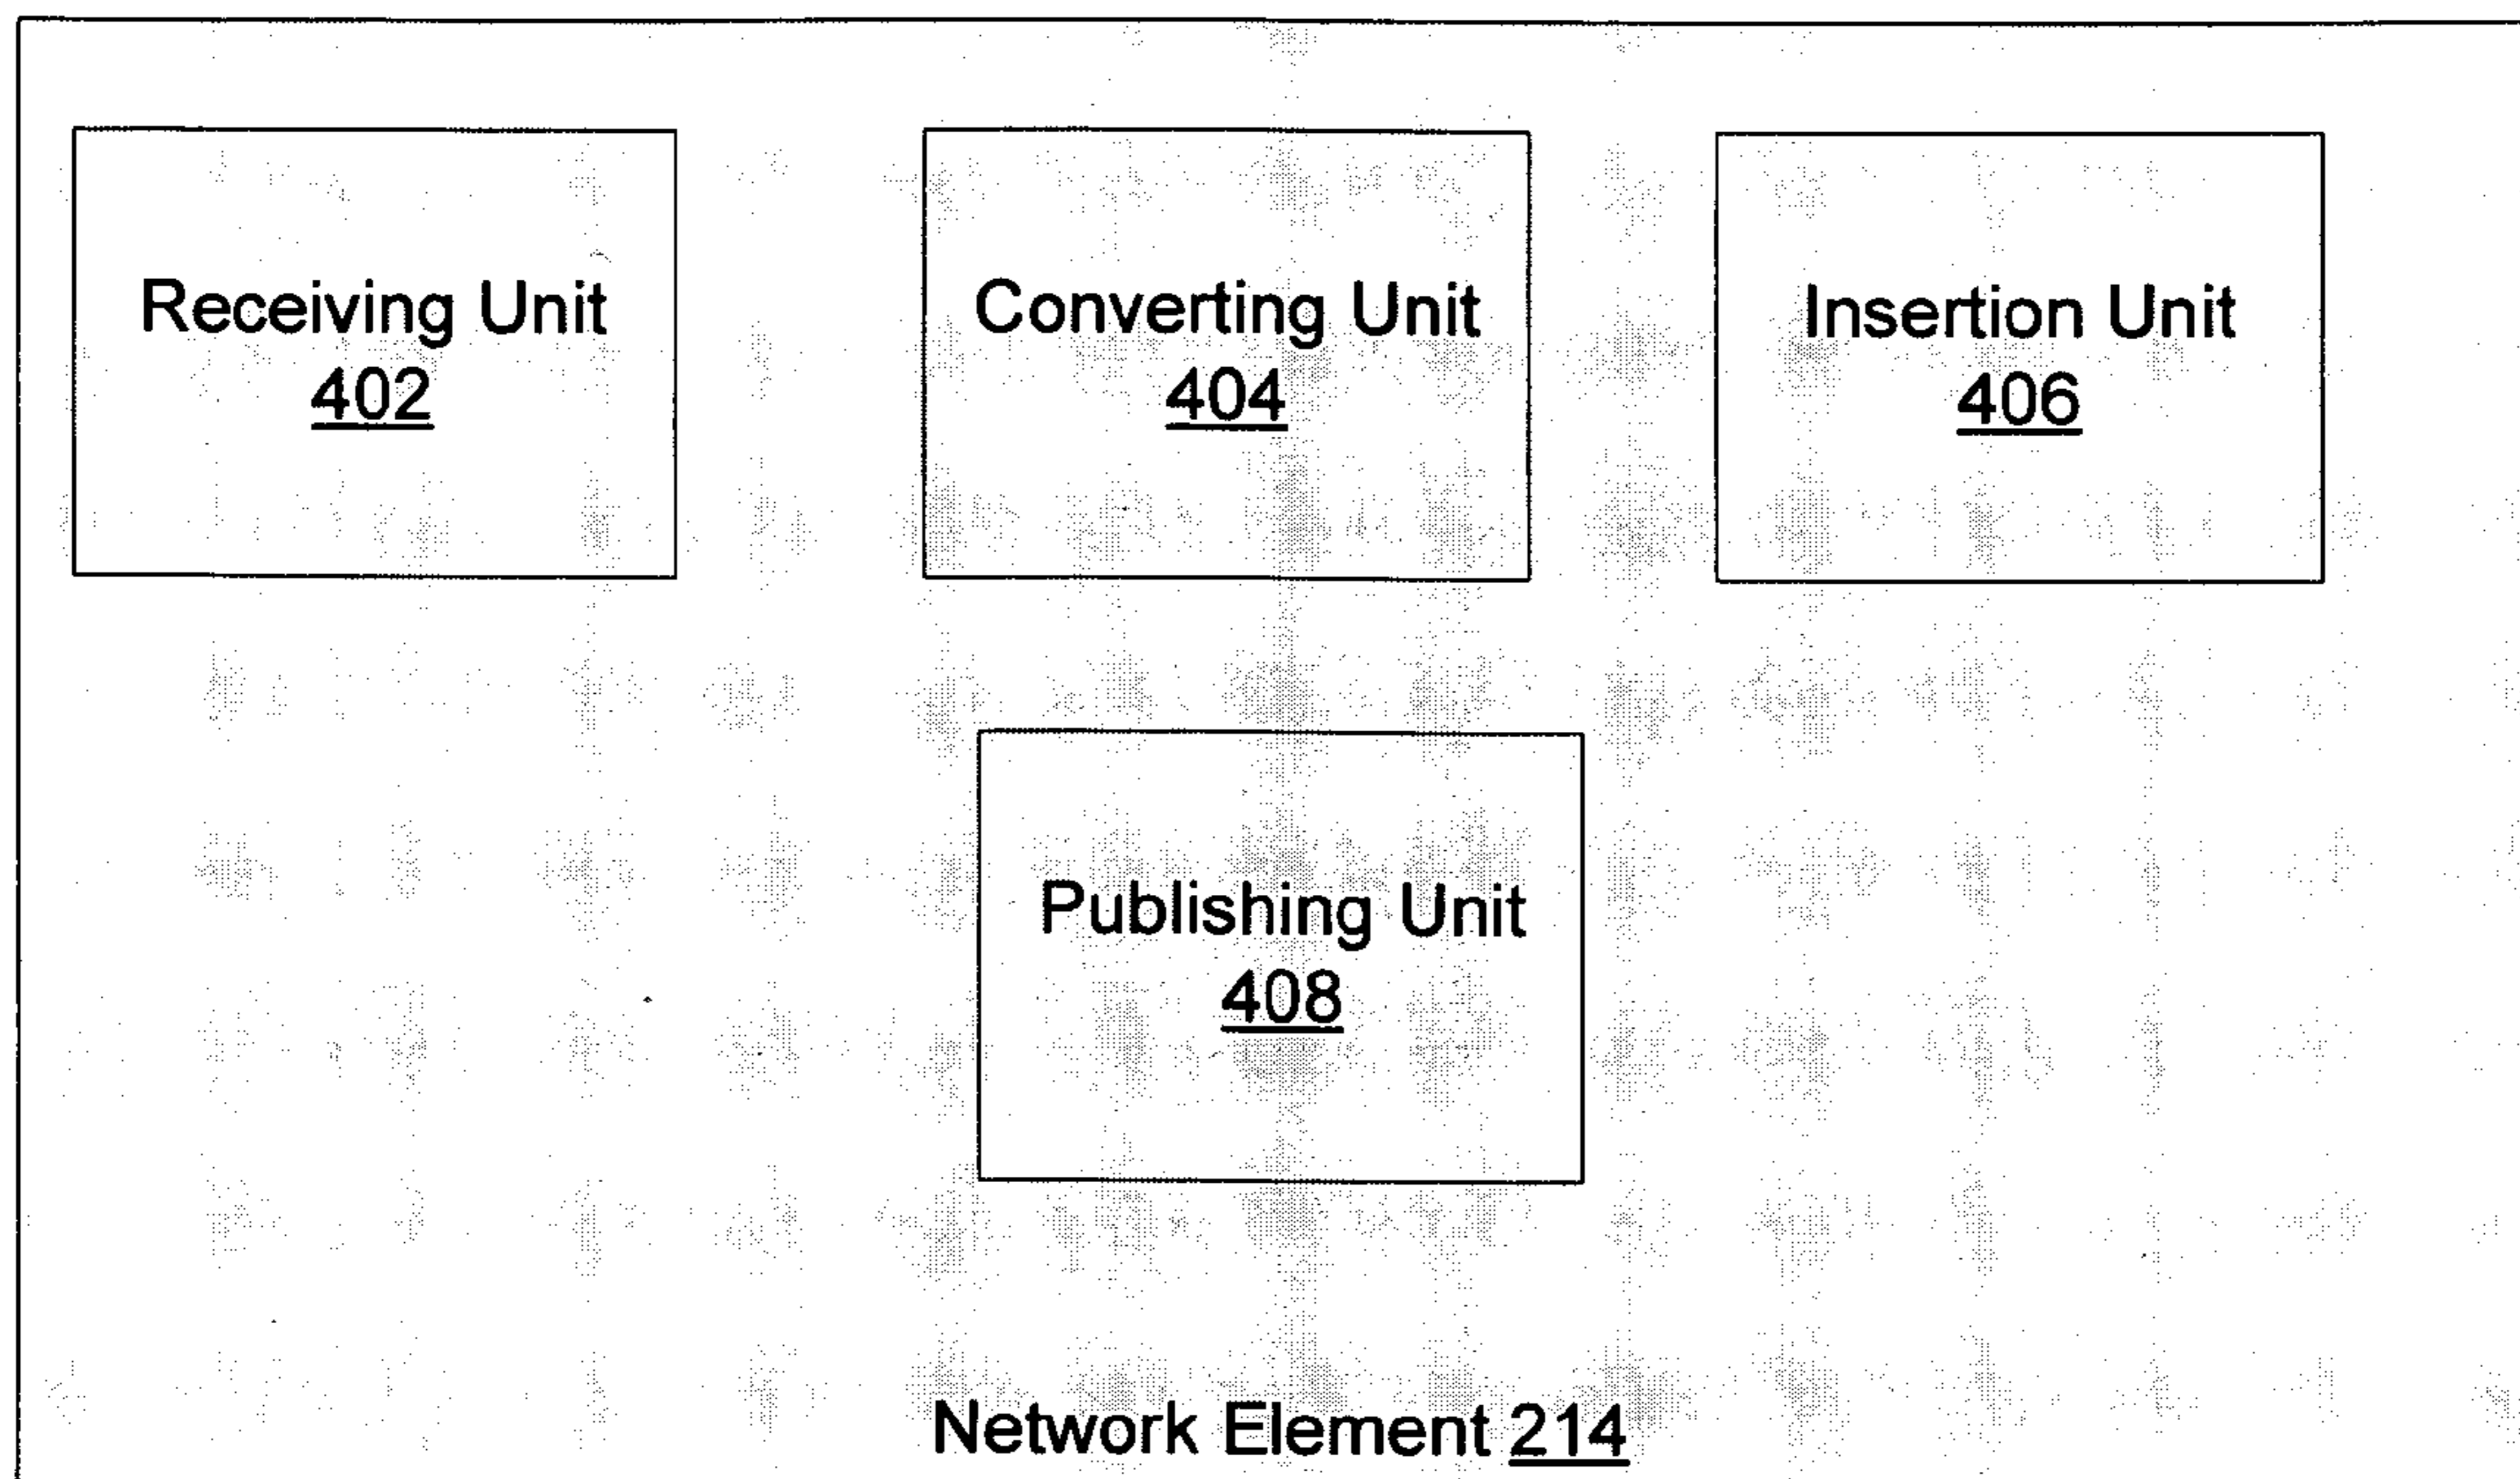 Receiving Unit
402
Converting Unit
404
Insertion Unit
406
Publishing Unit
408
Network Element 214